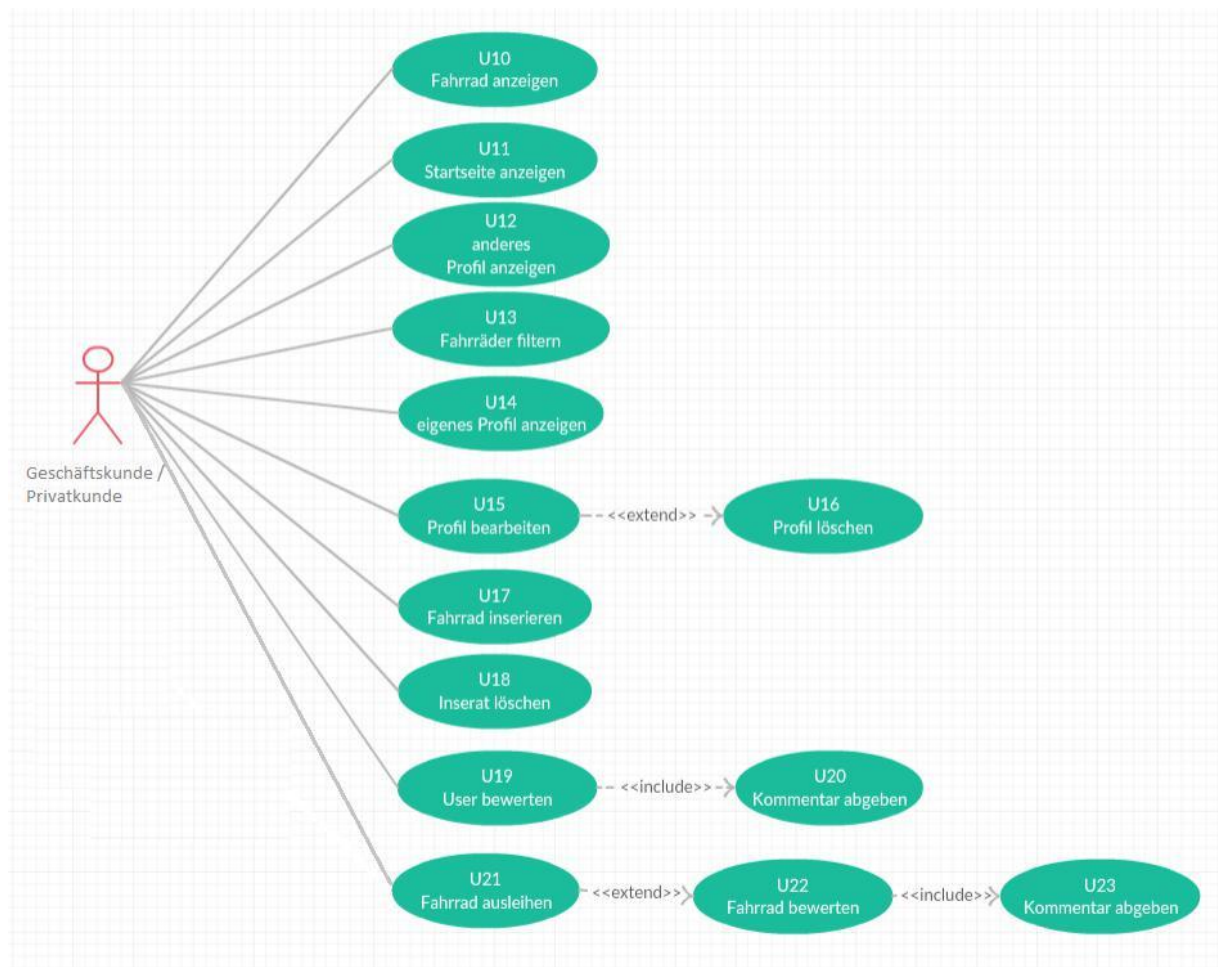 U10
Fahrrad anzeigen
U11
Startseite anzeigen
U12
anderes
Profil anzeigen
U13
Fahrräder filtern
U14
eigenes Profil anzeigen
Geschäftskunde /
Privatkunde
U15
Profil bearbeiten
<<extend>>
U16
Profil löschen
U17
Fahrrad inserieren
U18
Inserat löschen
U19
User bewerten
<<include>>
U20
Kommentar abgeben
U21
Fahrrad ausleihen
<<extend>>
U22
Fahrrad bewerten
<<include>>
U23
Kommentar abgeben